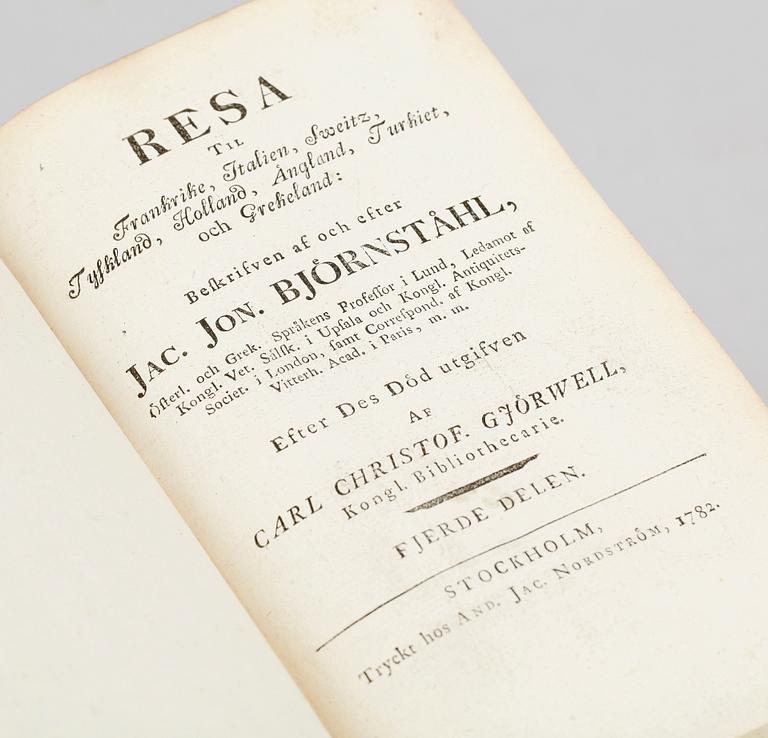 RESA
TIL
Frankrike, Italien, Sweitz,
Tyſkland, Holland, Ångland, Turkiet,
och Grekeland:
Beſkrifven af och efter
JAC. JON. BJÖRNSTÅHL,
Öſterl. och Grek. Språkens Profeſſor i Lund, Ledamot af
Kongl. Vet. Sälſk. i Upſala och Kongl. Antiquitets-
Societ. i London, ſamt Correſpond. af Kongl.
Vitterh. Acad. i Paris, m. m.
Efter Des Död utgifven
AF
CARL CHRISTOF. GJÖRWELL,
Kongl. Bibliothecarie.
FJERDE DELEN.
STOCKHOLM,
Tryckt hos AND. JAC. NORDSTRÖM, 1782.